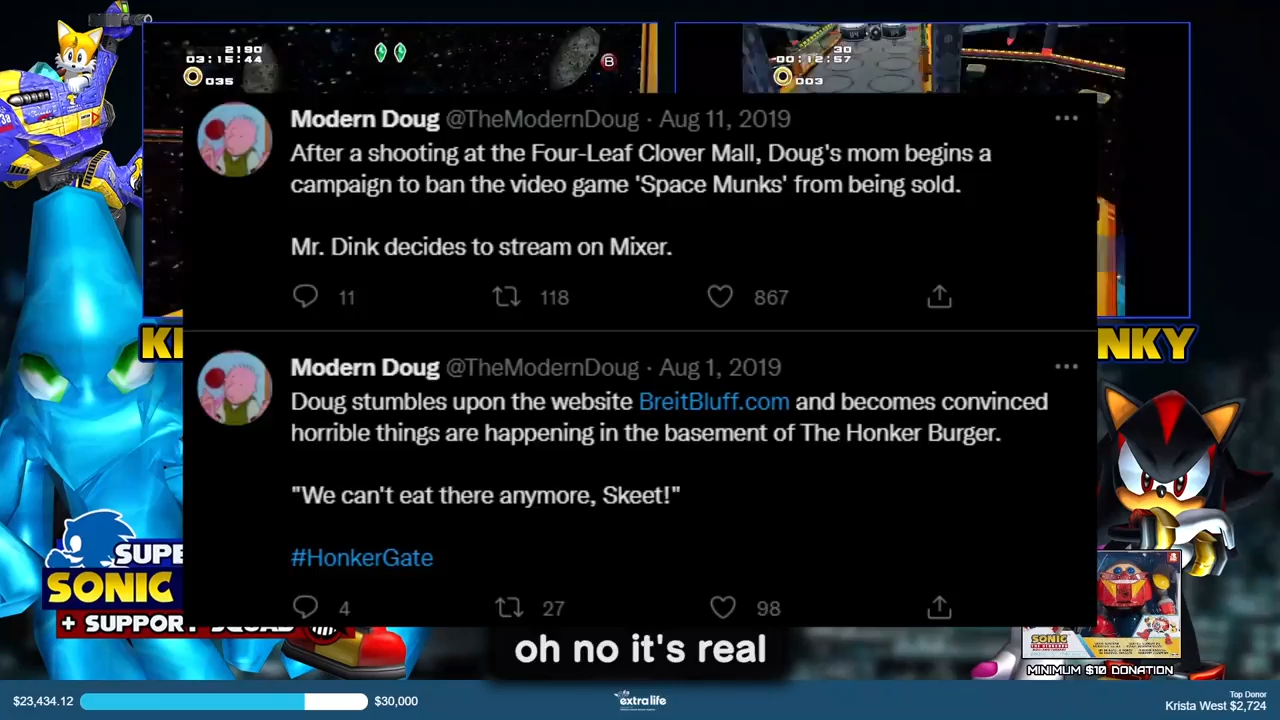 2190
03:15:44
035
B
30
00:12:57
003
Modern Doug @TheModernDoug · Aug 11, 2019
After a shooting at the Four-Leaf Clover Mall, Doug's mom begins a
campaign to ban the video game 'Space Munks' from being sold.
Mr. Dink decides to stream on Mixer.
11 118 867
KI
NKY
Modern Doug @TheModernDoug · Aug 1, 2019
Doug stumbles upon the website BreitBluff.com and becomes convinced
horrible things are happening in the basement of The Honker Burger.
"We can't eat there anymore, Skeet!"
#HonkerGate
4 27 98
SUPE
SONIC
+ SUPPORT SQUAD
oh no it's real
SONIC
MINIMUM $10 DONATION
$23,434.12
$30,000
extralife
Top Donor
Krista West $2,724